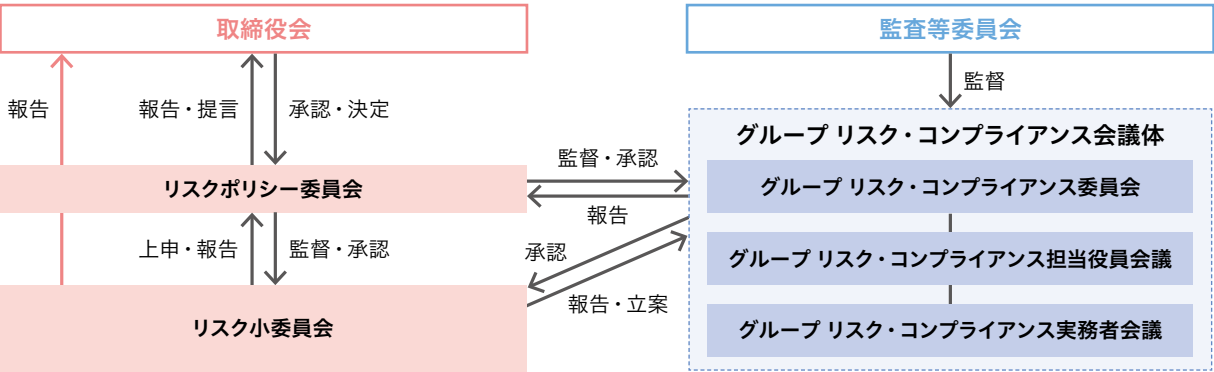 取締役会
監査等委員会
報告
報告・提言
承認・決定
監督
グループ リスク・コンプライアンス会議体
監督・承認
リスクポリシー委員会
グループ リスク・コンプライアンス委員会
報告
上申・報告
監督・承認
承認
グループ リスク・コンプライアンス担当役員会議
報告・立案
リスク小委員会
グループ リスク・コンプライアンス実務者会議